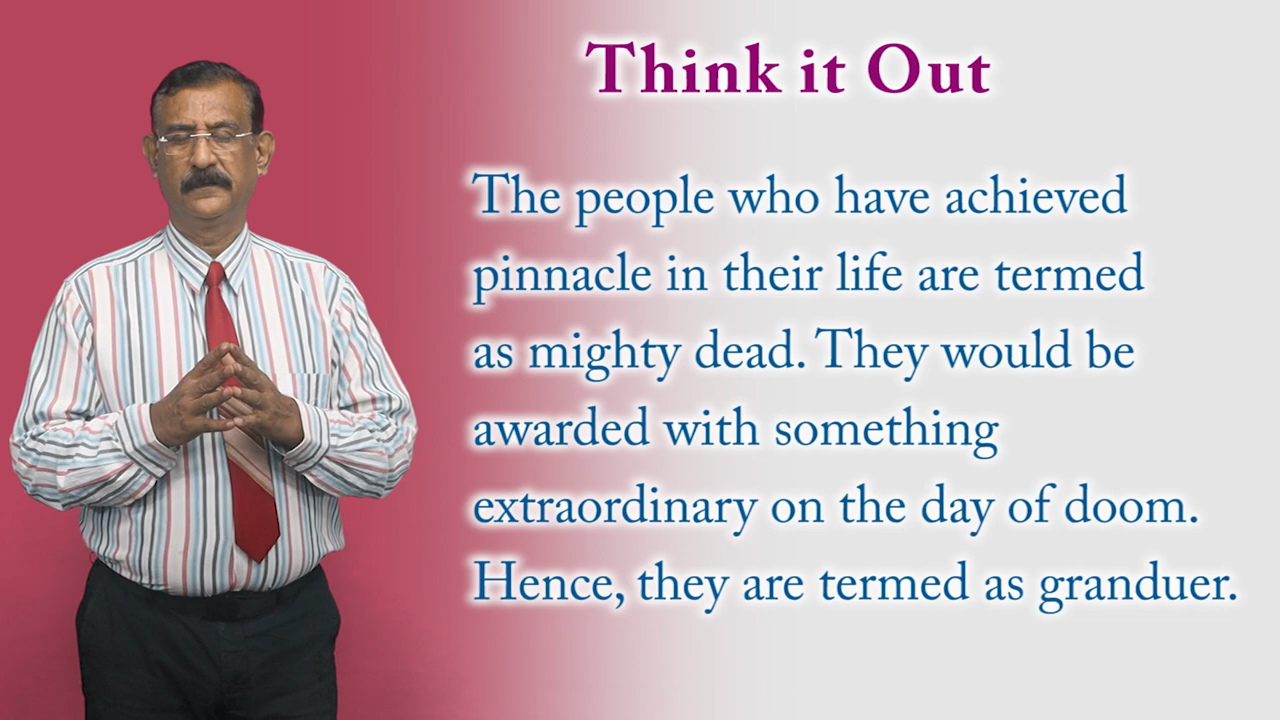 Think it Out
The people who have achieved
pinnacle in their life are termed
as mighty dead. They would be
awarded with something
extraordinary on the day of doom.
Hence, they are termed as granduer.